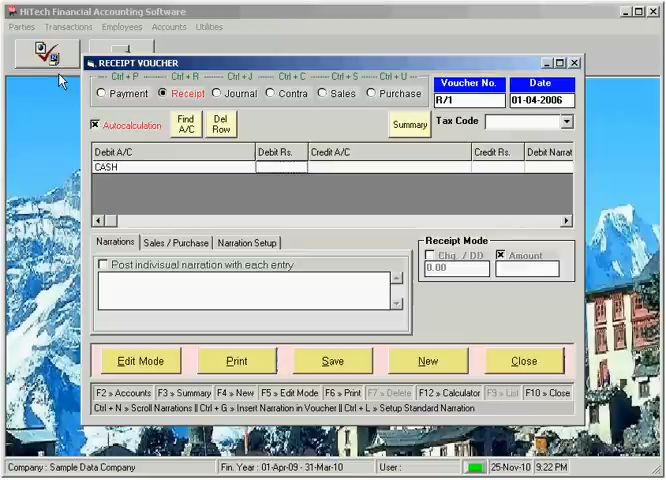 HiTech Financial Accounting Software
Parties Transactions Employees Accounts Utilities
RECEIPT VOUCHER
Ctrl + P Ctrl + R Ctrl + J Ctrl + C Ctrl + S Ctrl + U
Payment Receipt Journal Contra Sales Purchase
Voucher No. Date
R/1 01-04-2006
Autocalculation Find A/C Del Row Summary Tax Code
Debit A/C Debit Rs. Credit A/C Credit Rs. Debit Narrat
CASH
Narrations Sales / Purchase Narration Setup
Post indivisual narration with each entry
Receipt Mode
Chq. / DD Amount
0.00
Edit Mode Print Save New Close
F2 » Accounts F3 » Summary F4 » New F5 » Edit Mode F6 » Print F7 » Delete F12 » Calculator F9 » List F10 » Close
Ctrl + N » Scroll Narrations || Ctrl + G » Insert Narration in Voucher || Ctrl + L » Setup Standard Narration
Company : Sample Data Company Fin. Year : 01-Apr-09 - 31-Mar-10 User : 25-Nov-10 9:22 PM